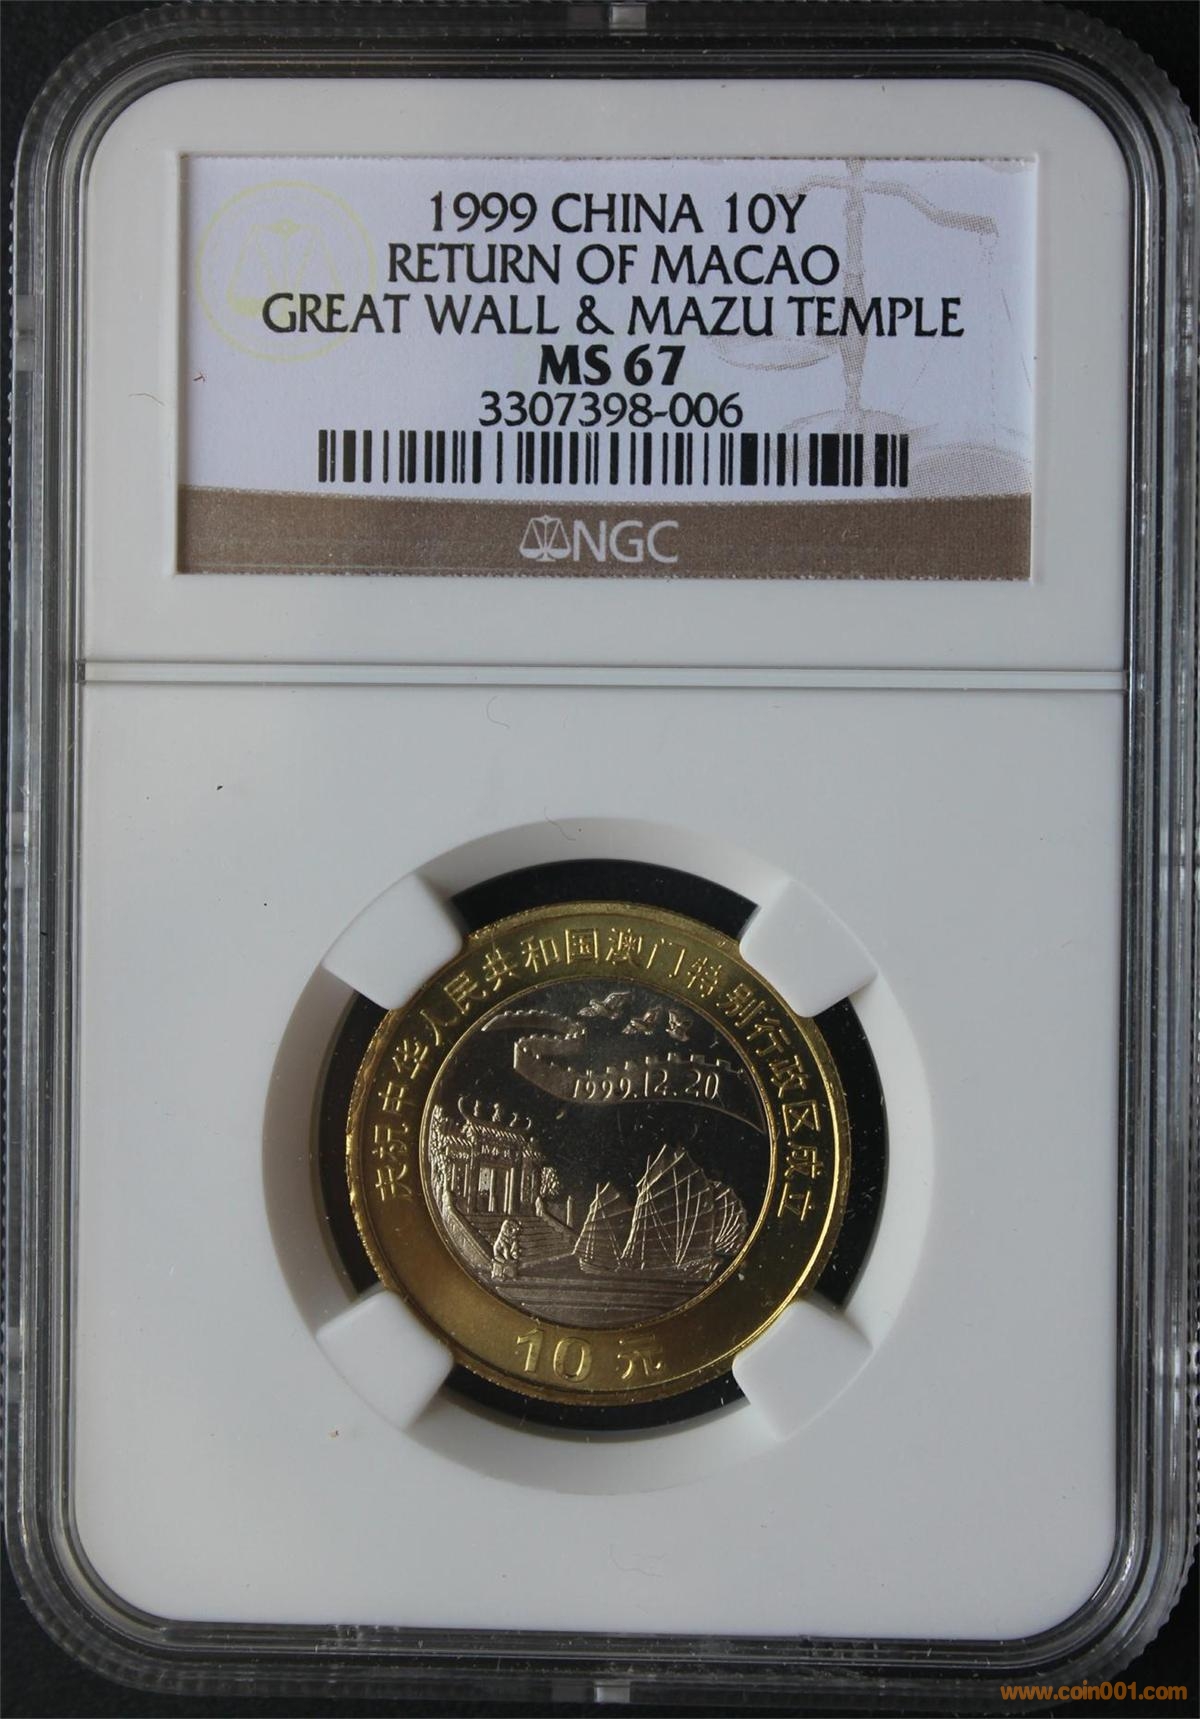 1999 CHINA 10Y
RETURN OF MACAO
GREAT WALL & MAZU TEMPLE
MS 67
3307398-006
NGC
庆祝中华人民共和国澳门特别行政区成立
1999.12.20
10元
www.coin001.com